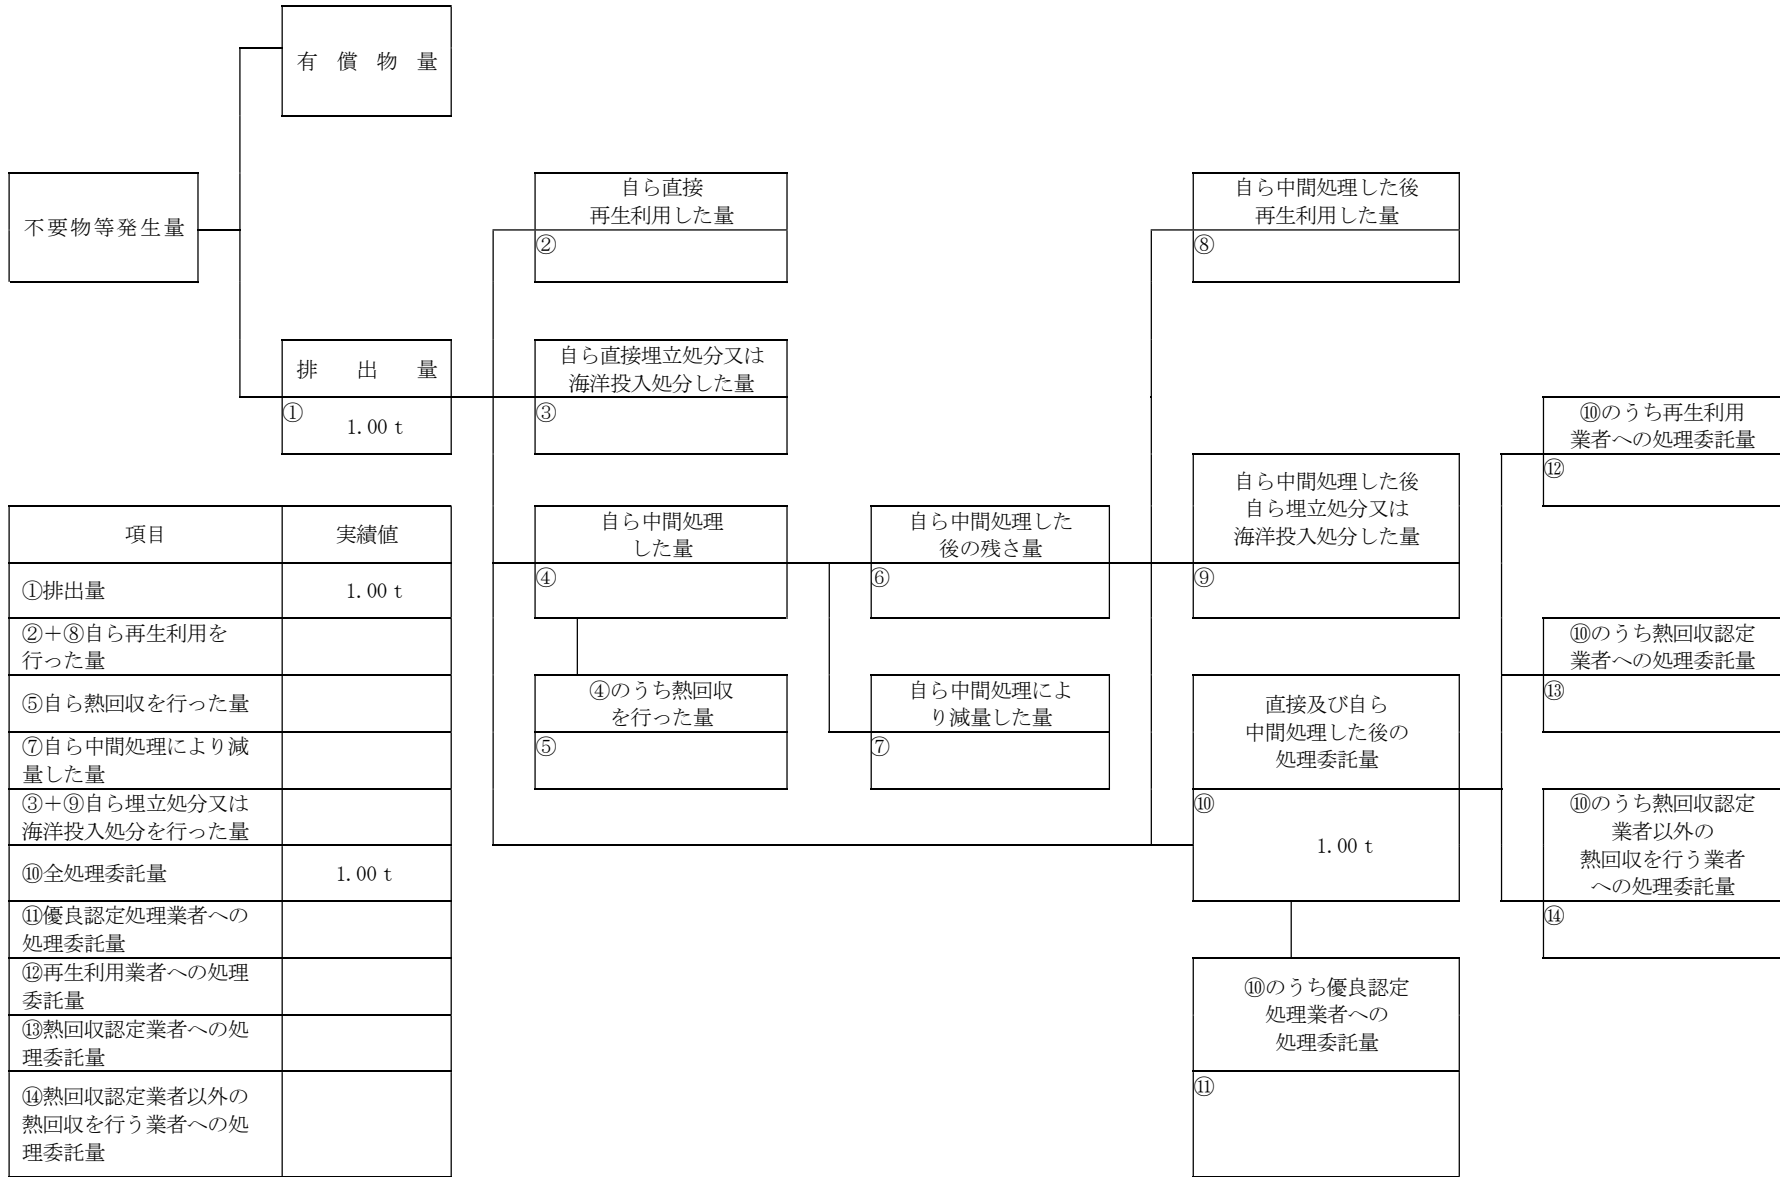 有償物量
不要物等発生量
排出量
①
1.00 t
自ら直接
再生利用した量
②
自ら直接埋立処分又は
海洋投入処分した量
③
自ら中間処理
した量
④
④のうち熱回収
を行った量
⑤
自ら中間処理した
後の残さ量
⑥
自ら中間処理によ
り減量した量
⑦
自ら中間処理した後
再生利用した量
⑧
自ら中間処理した後
自ら埋立処分又は
海洋投入処分した量
⑨
直接及び自ら
中間処理した後の
処理委託量
⑩
1.00 t
⑩のうち優良認定
処理業者への
処理委託量
⑪
⑩のうち再生利用
業者への処理委託量
⑫
⑩のうち熱回収認定
業者への処理委託量
⑬
⑩のうち熱回収認定
業者以外の
熱回収を行う業者
への処理委託量
⑭
項目 実績値
①排出量 1.00 t
②+⑧自ら再生利用を
行った量
⑤自ら熱回収を行った量
⑦自ら中間処理により減
量した量
③+⑨自ら埋立処分又は
海洋投入処分を行った量
⑩全処理委託量 1.00 t
⑪優良認定処理業者への
処理委託量
⑫再生利用業者への処理
委託量
⑬熱回収認定業者への処
理委託量
⑭熱回収認定業者以外の
熱回収を行う業者への処
理委託量